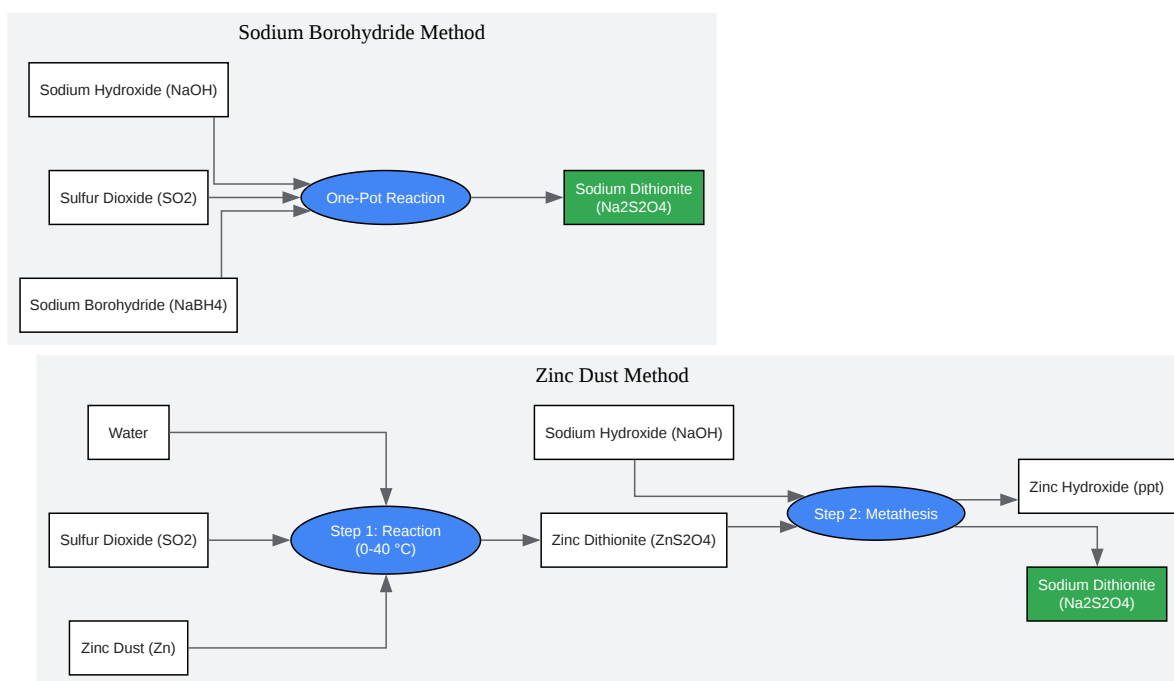 Sodium Borohydride Method
Sodium Hydroxide (NaOH)
Sulfur Dioxide (SO2)
One-Pot Reaction
Sodium Dithionite
(Na2S2O4)
Sodium Borohydride (NaBH4)
Zinc Dust Method
Water
Sodium Hydroxide (NaOH)
Zinc Hydroxide (ppt)
Step 2: Metathesis
Sulfur Dioxide (SO2)
Step 1: Reaction
(0-40 °C)
Zinc Dithionite (ZnS2O4)
Sodium Dithionite
(Na2S2O4)
Zinc Dust (Zn)